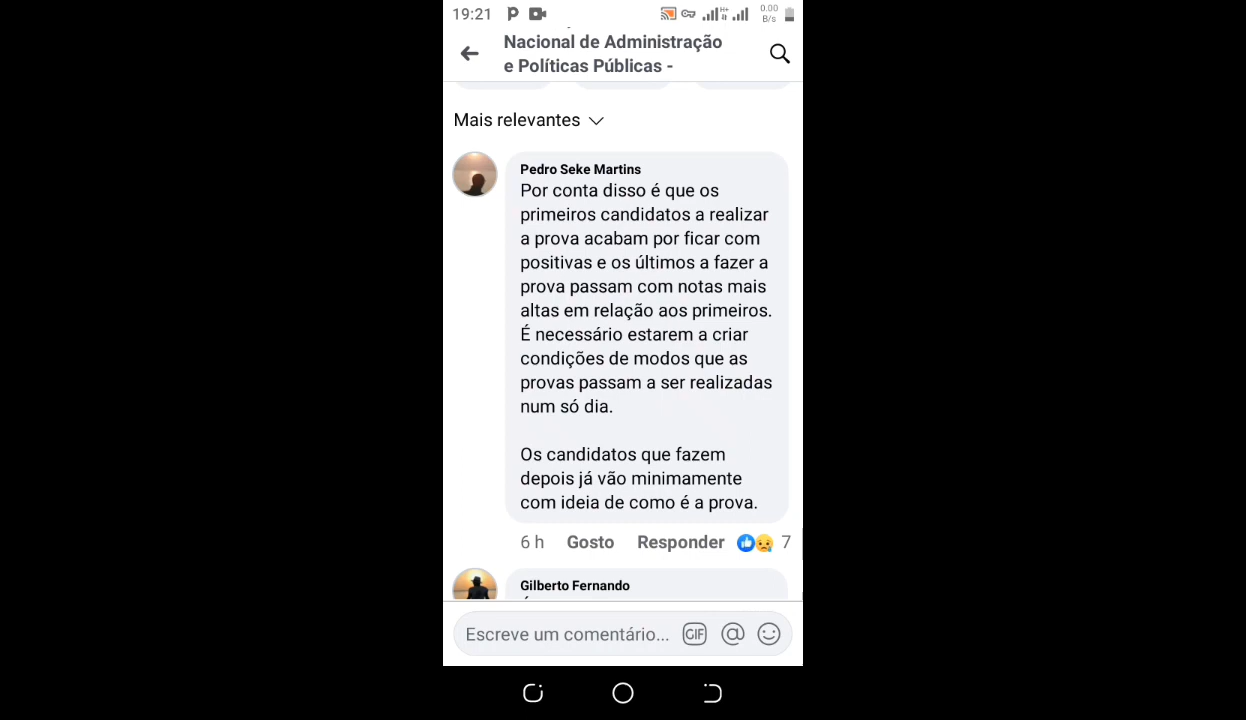 19:21
H+
0.00
B/s
Nacional de Administração
e Políticas Públicas -
Mais relevantes
Pedro Seke Martins
Por conta disso é que os
primeiros candidatos a realizar
a prova acabam por ficar com
positivas e os últimos a fazer a
prova passam com notas mais
altas em relação aos primeiros.
É necessário estarem a criar
condições de modos que as
provas passam a ser realizadas
num só dia.
Os candidatos que fazem
depois já vão minimamente
com ideia de como é a prova.
6 h Gosto Responder 7
Gilberto Fernando
Escreve um comentário... GIF @